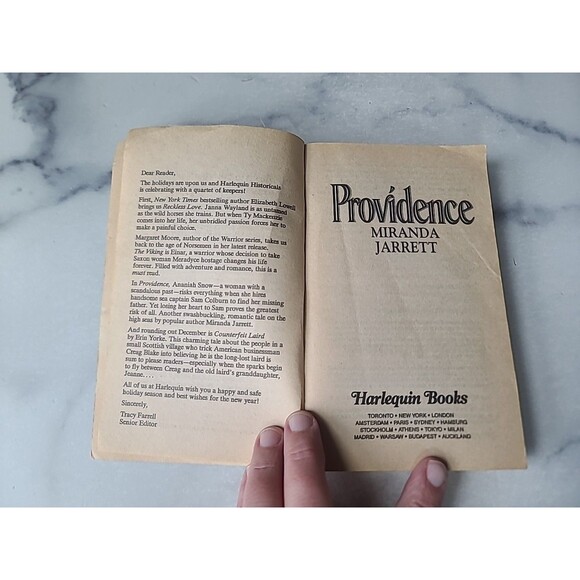 Dear Reader,
The holidays are upon us and Harlequin Historicals
is celebrating with a quartet of keepers!
First, New York Times bestselling author Elizabeth Lowell
brings us Reckless Love. Janna Wayland is as untamed
as the wild horses she trains. But when Ty Mackenzie
comes into her life, her unbridled passion forces her to
make a painful choice.
Margaret Moore, author of the Warrior series, takes us
back to the age of Norsemen in her latest release.
The Viking is Einar, a warrior whose decision to take
Saxon woman Meradyce hostage changes his life
forever. Filled with adventure and romance, this is a
must read.
In Providence, Annaiah Snow—a woman with a
scandalous past—risks everything when she hires
handsome sea captain Sam Colburn to find her missing
father. Yet losing her heart to Sam proves the greatest
risk of all. Another swashbuckling, romantic tale on the
high seas by popular author Miranda Jarrett.
And rounding out December is Counterfeit Laird
by Erin Yorke. This charming tale about the people in a
small Scottish village who trick American businessman
Creag Blake into believing he is the long-lost laird is
sure to please readers—especially when the sparks begin
to fly between Creag and the old laird's granddaughter,
Jeanne....
All of us at Harlequin wish you a happy and safe
holiday season and best wishes for the new year!
Sincerely,
Tracy Farrell
Senior Editor
Providence
MIRANDA
JARRETT
Harlequin Books
TORONTO • NEW YORK • LONDON
AMSTERDAM • PARIS • SYDNEY • HAMBURG
STOCKHOLM • ATHENS • TOKYO • MILAN
MADRID • WARSAW • BUDAPEST • AUCKLAND